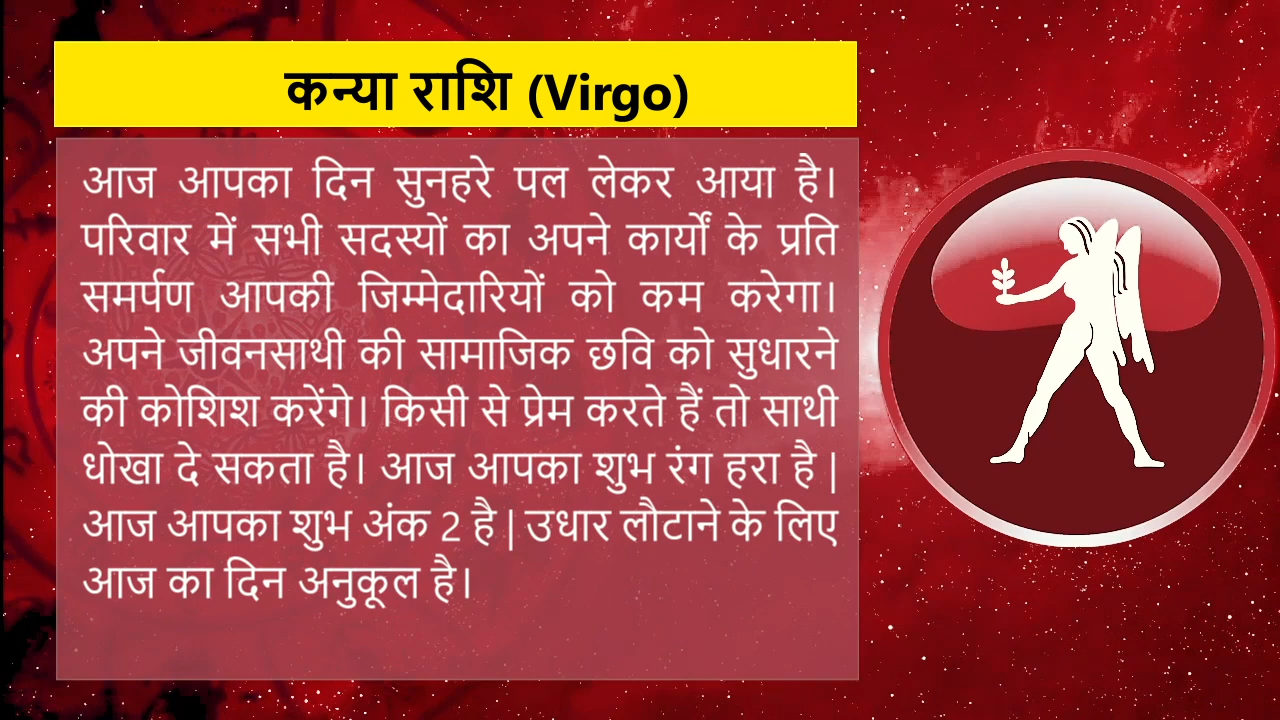 कन्या राशि (Virgo)
आज आपका दिन सुनहरे पल लेकर आया है।
परिवार में सभी सदस्यों का अपने कार्यों के प्रति
समर्पण आपकी जिम्मेदारियों को कम करेगा।
अपने जीवनसाथी की सामाजिक छवि को सुधारने
की कोशिश करेंगे। किसी से प्रेम करते हैं तो साथी
धोखा दे सकता है। आज आपका शुभ रंग हरा है |
आज आपका शुभ अंक 2 है | उधार लौटाने के लिए
आज का दिन अनुकूल है।